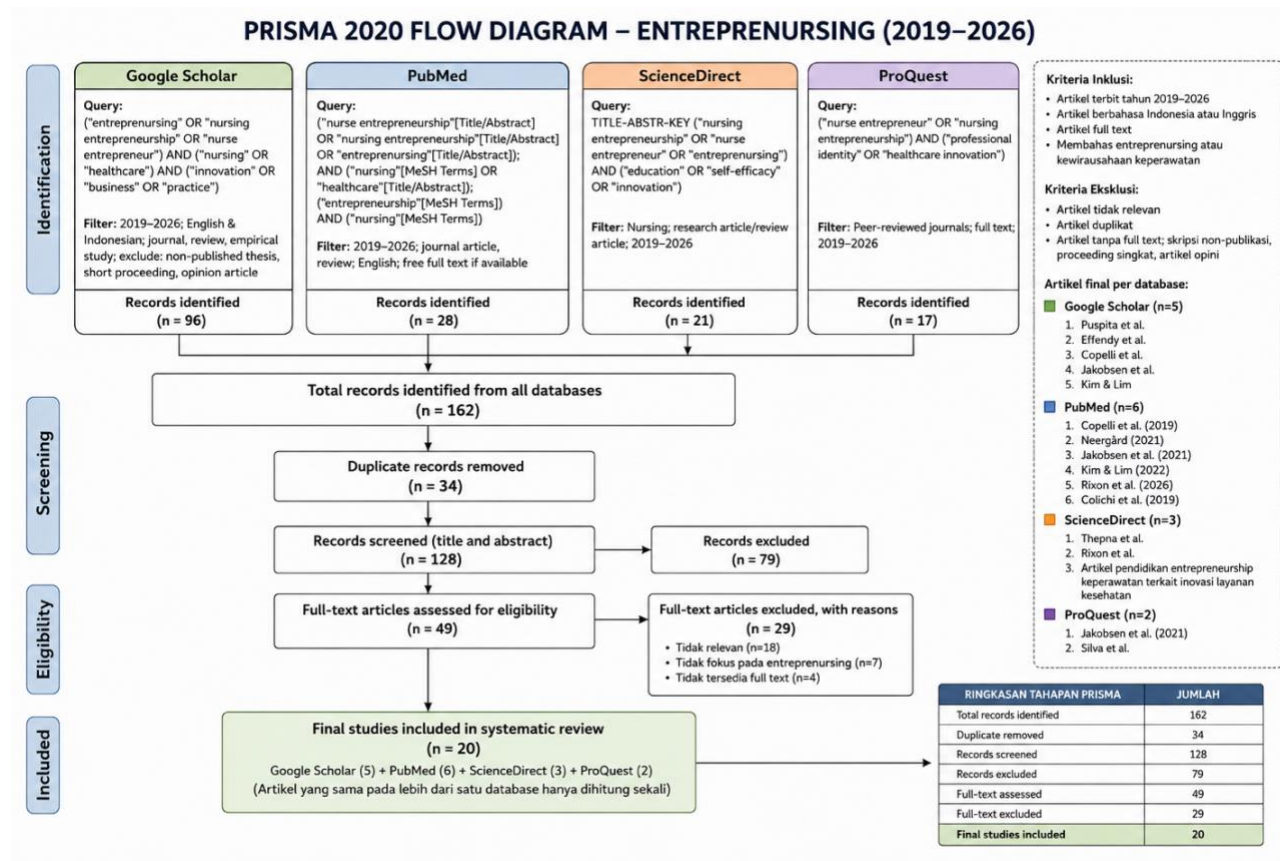 PRISMA 2020 FLOW DIAGRAM – ENTREPRENURSING (2019–2026)
Identification
Google Scholar
Query:
("entreprenursing" OR "nursing
entrepreneurship" OR "nurse
entrepreneur") AND ("nursing" OR
"healthcare") AND ("innovation" OR
"business" OR "practice")
Filter: 2019–2026; English &
Indonesian; journal, review, empirical
study; exclude: non-published thesis,
short proceeding, opinion article
Records identified
(n = 96)
PubMed
Query:
("nurse entrepreneurship"[Title/Abstract]
OR "nursing entrepreneurship"[Title/Abstract]
OR "entreprenursing"[Title/Abstract]);
AND ("nursing"[MeSH Terms] OR
"healthcare"[Title/Abstract]);
("entrepreneurship"[MeSH Terms])
AND ("nursing"[MeSH Terms])
Filter: 2019–2026; journal article,
review; English; free full text if available
Records identified
(n = 28)
ScienceDirect
Query:
TITLE-ABSTR-KEY ("nursing
entrepreneurship" OR "nurse
entrepreneur" OR "entreprenursing")
AND ("education" OR "self-efficacy"
OR "innovation")
Filter: Nursing; research article/review
article; 2019–2026
Records identified
(n = 21)
ProQuest
Query:
("nurse entrepreneur" OR "nursing
entrepreneurship") AND ("professional
identity" OR "healthcare innovation")
Filter: Peer-reviewed journals; full text;
2019–2026
Records identified
(n = 17)
Kriteria Inklusi:
• Artikel terbit tahun 2019–2026
• Artikel berbahasa Indonesia atau Inggris
• Artikel full text
• Membahas entreprenursing atau
kewirausahaan keperawatan
Kriteria Eksklusi:
• Artikel tidak relevan
• Artikel duplikat
• Artikel tanpa full text; skripsi non-publikasi,
proceeding singkat, artikel opini
Artikel final per database:
Google Scholar (n=5)
1. Puspita et al.
2. Effendy et al.
3. Copelli et al.
4. Jakobsen et al.
5. Kim & Lim
PubMed (n=6)
1. Copelli et al. (2019)
2. Neergård (2021)
3. Jakobsen et al. (2021)
4. Kim & Lim (2022)
5. Rixon et al. (2026)
6. Colichi et al. (2019)
ScienceDirect (n=3)
1. Thepna et al.
2. Rixon et al.
3. Artikel pendidikan entrepreneurship
keperawatan terkait inovasi layanan
kesehatan
ProQuest (n=2)
1. Jakobsen et al. (2021)
2. Silva et al.
Total records identified from all databases
(n = 162)
Screening
Duplicate records removed
(n = 34)
Records screened (title and abstract)
(n = 128)
Records excluded
(n = 79)
Eligibility
Full-text articles assessed for eligibility
(n = 49)
Full-text articles excluded, with reasons
(n = 29)
• Tidak relevan (n=18)
• Tidak fokus pada entreprenursing (n=7)
• Tidak tersedia full text (n=4)
Included
Final studies included in systematic review
(n = 20)
Google Scholar (5) + PubMed (6) + ScienceDirect (3) + ProQuest (2)
(Artikel yang sama pada lebih dari satu database hanya dihitung sekali)
RINGKASAN TAHAPAN PRISMA JUMLAH
Total records identified 162
Duplicate removed 34
Records screened 128
Records excluded 79
Full-text assessed 49
Full-text excluded 29
Final studies included 20